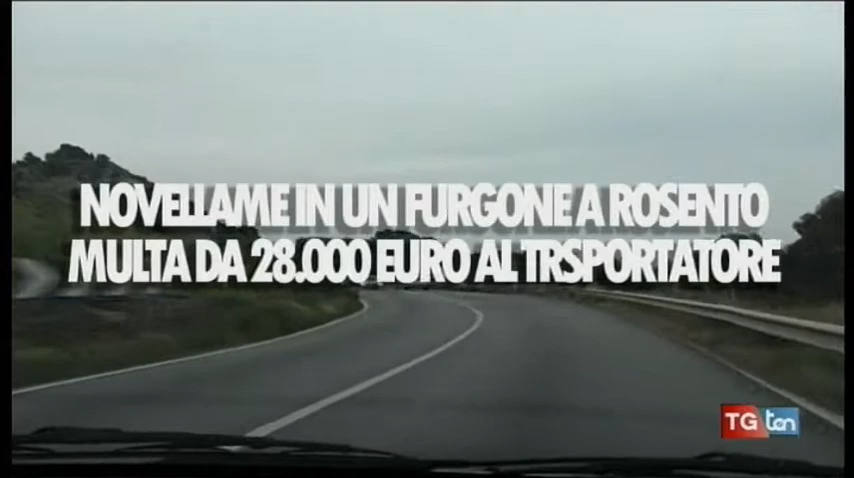 NOVELLAME IN UN FURGONE A ROSENTO
MULTA DA 28.000 EURO AL TRSPORTATORE
TG ten